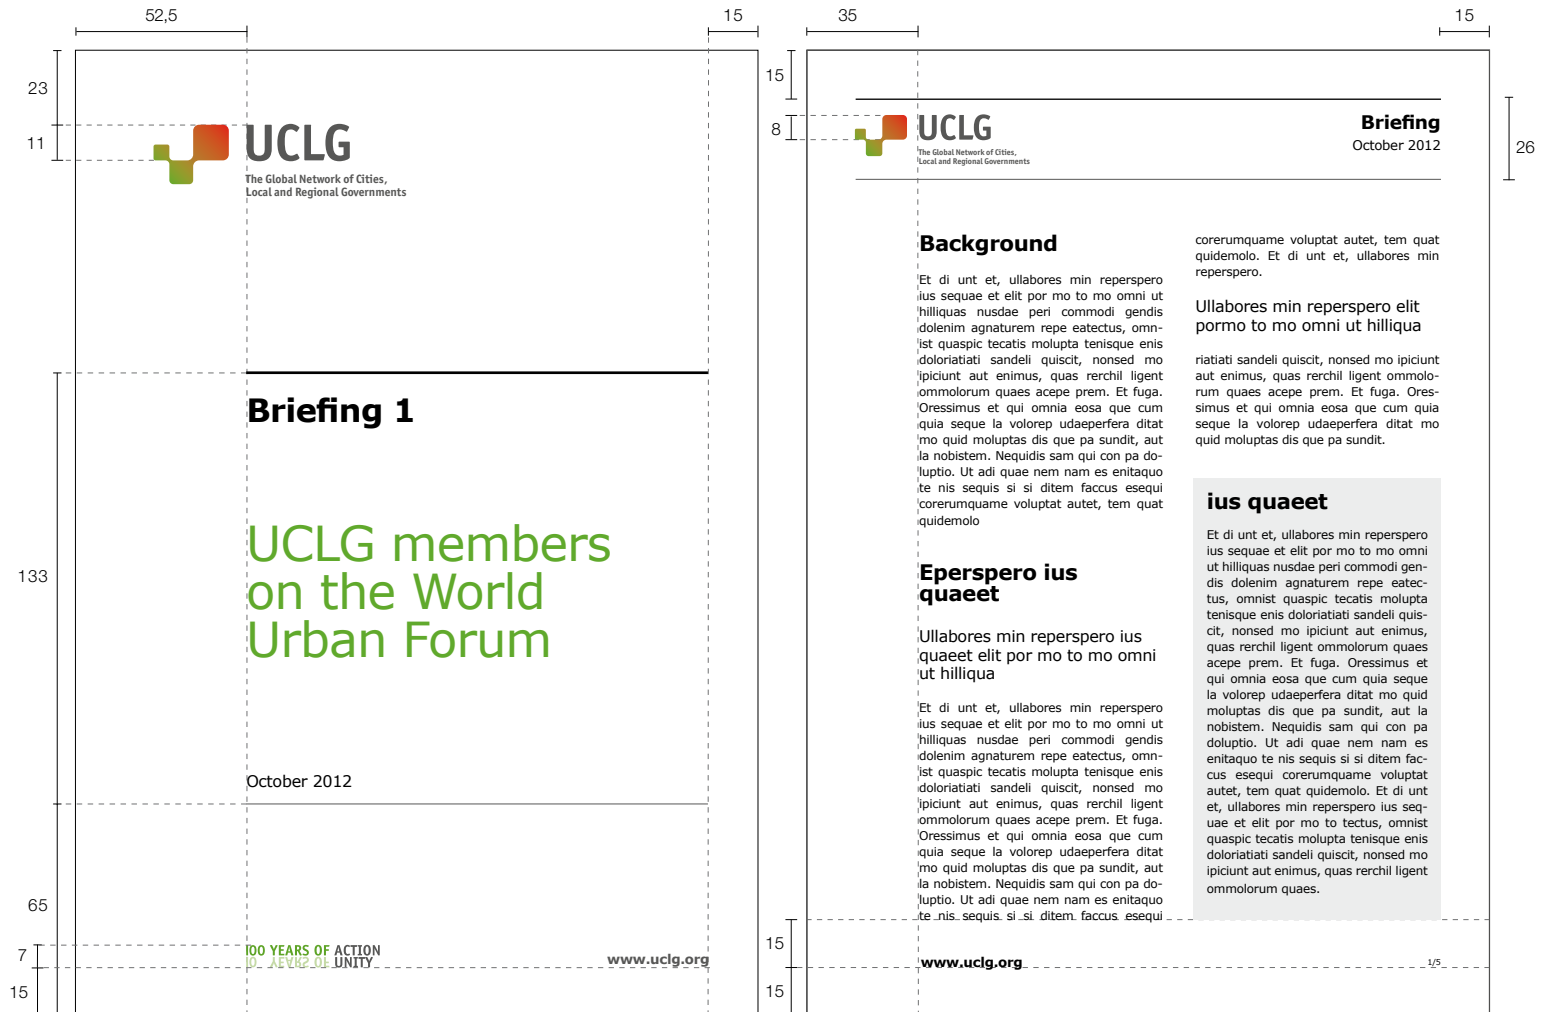 52,5
15
23
11
133
65
7
15
UCLG
The Global Network of Cities,
Local and Regional Governments
Briefing 1
UCLG members
on the World
Urban Forum
October 2012
100 YEARS OF ACTION
UNITY
www.uclg.org
35
15
15
8
26
15
15
UCLG
The Global Network of Cities,
Local and Regional Governments
Briefing
October 2012
Background
Et di unt et, ullabores min reperspero
ius sequae et elit por mo to mo omni ut
hilliquas nusdae peri commodi gendis
dolenim agnaturem repe eatectus, omn-
ist quaspic tecatis molupta tenisque enis
doloriatiati sandeli quiscit, nonsed mo
ipiciunt aut enimus, quas rerchil ligent
ommolorum quaes acepe prem. Et fuga.
Oressimus et qui omnia eosa que cum
quia seque la volorep udaeperfera ditat
mo quid moluptas dis que pa sundit, aut
la nobistem. Nequidis sam qui con pa do-
luptio. Ut adi quae nem nam es enitaquo
te nis sequis si si ditem faccus esequi
corerumquame voluptat autet, tem quat
quidemolo
Eperspero ius
quaeet
Ullabores min reperspero ius
quaeet elit por mo to mo omni
ut hilliqua
Et di unt et, ullabores min reperspero
ius sequae et elit por mo to mo omni ut
hilliquas nusdae peri commodi gendis
dolenim agnaturem repe eatectus, omn-
ist quaspic tecatis molupta tenisque enis
doloriatiati sandeli quiscit, nonsed mo
ipiciunt aut enimus, quas rerchil ligent
ommolorum quaes acepe prem. Et fuga.
Oressimus et qui omnia eosa que cum
quia seque la volorep udaeperfera ditat
mo quid moluptas dis que pa sundit, aut
la nobistem. Nequidis sam qui con pa do-
luptio. Ut adi quae nem nam es enitaquo
te nis sequis si si ditem faccus esequi
corerumquame voluptat autet, tem quat
quidemolo. Et di unt et, ullabores min
reperspero.
Ullabores min reperspero elit
pormo to mo omni ut hilliqua
riatiati sandeli quiscit, nonsed mo ipiciunt
aut enimus, quas rerchil ligent ommolo-
rum quaes acepe prem. Et fuga. Ores-
simus et qui omnia eosa que cum quia
seque la volorep udaeperfera ditat mo
quid moluptas dis que pa sundit.
ius quaeet
Et di unt et, ullabores min reperspero
ius sequae et elit por mo to mo omni
ut hilliquas nusdae peri commodi gen-
dis dolenim agnaturem repe eatec-
tus, omnist quaspic tecatis molupta
tenisque enis doloriatiati sandeli quis-
cit, nonsed mo ipiciunt aut enimus,
quas rerchil ligent ommolorum quaes
acepe prem. Et fuga. Oressimus et
qui omnia eosa que cum quia seque
la volorep udaeperfera ditat mo quid
moluptas dis que pa sundit, aut la
nobistem. Nequidis sam qui con pa
doluptio. Ut adi quae nem nam es
enitaquo te nis sequis si si ditem fac-
cus esequi corerumquame voluptat
autet, tem quat quidemolo. Et di unt
et, ullabores min reperspero ius seq-
uae et elit por mo to tectus, omnist
quaspic tecatis molupta tenisque enis
doloriatiati sandeli quiscit, nonsed mo
ipiciunt aut enimus, quas rerchil ligent
ommolorum quaes.
www.uclg.org
1/5